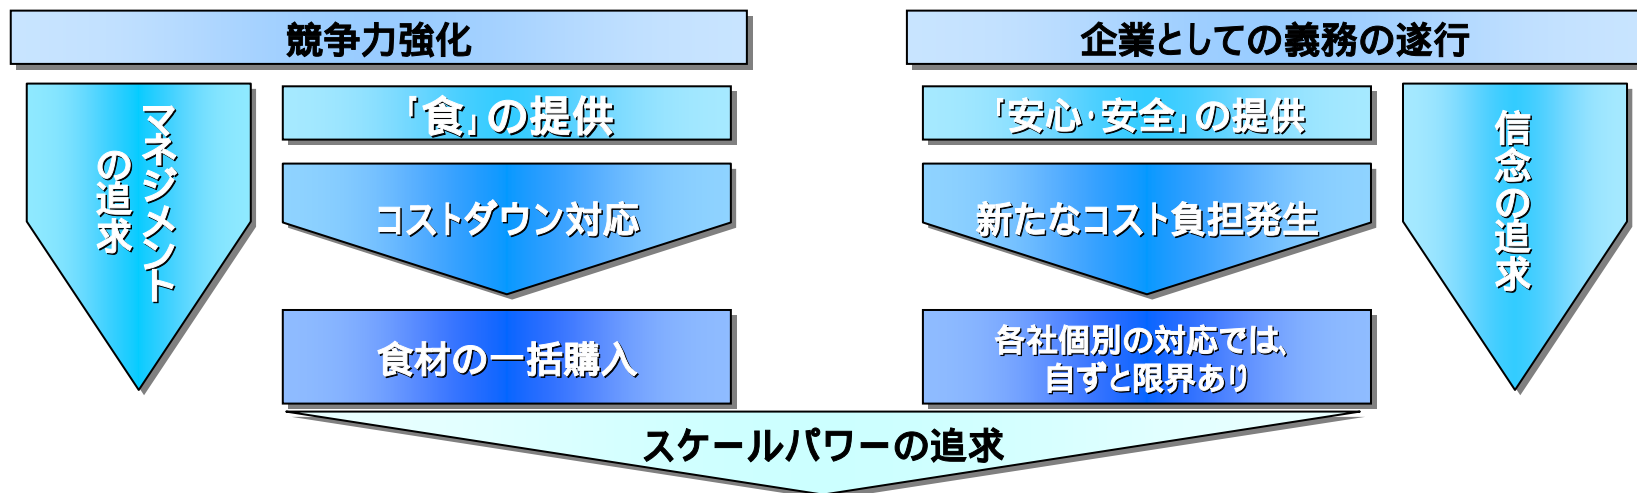 競争力強化
マネジメント
の追求
「食」の提供
コストダウン対応
食材の一括購入
企業としての義務の遂行
「安心・安全」の提供
新たなコスト負担発生
各社個別の対応では、
自ずと限界あり
信念の追求
スケールパワーの追求